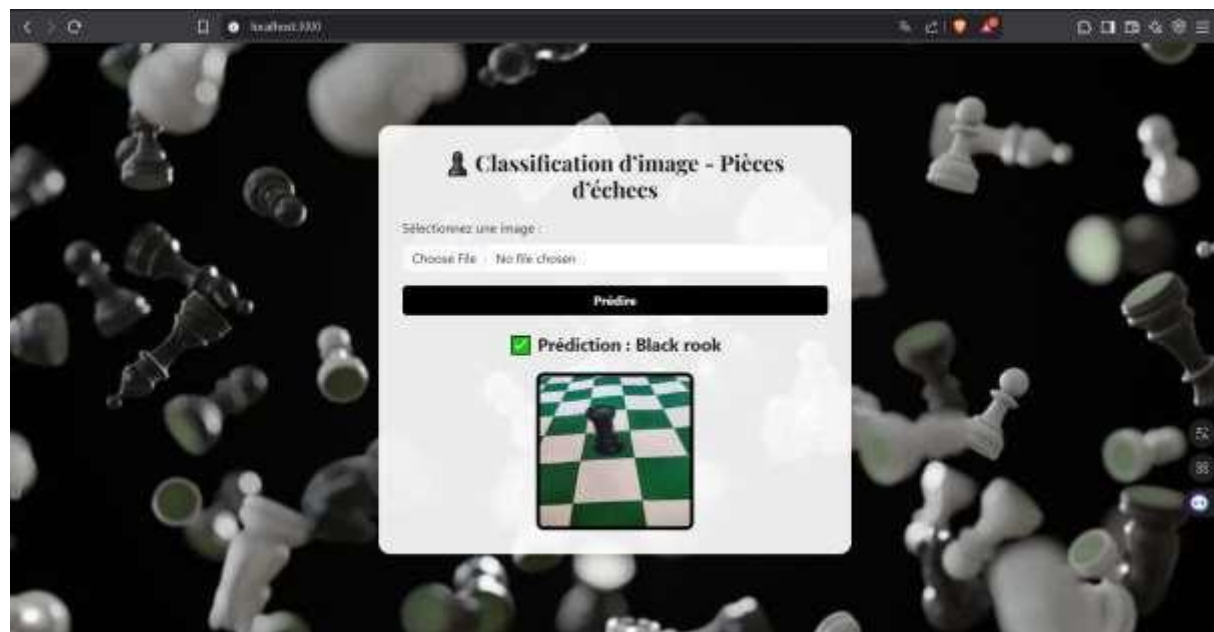 localhost:3000
Classification d'image - Pièces
d'échecs
Sélectionnez une image :
Choose File No file chosen
Prédire
Prédiction : Black rook